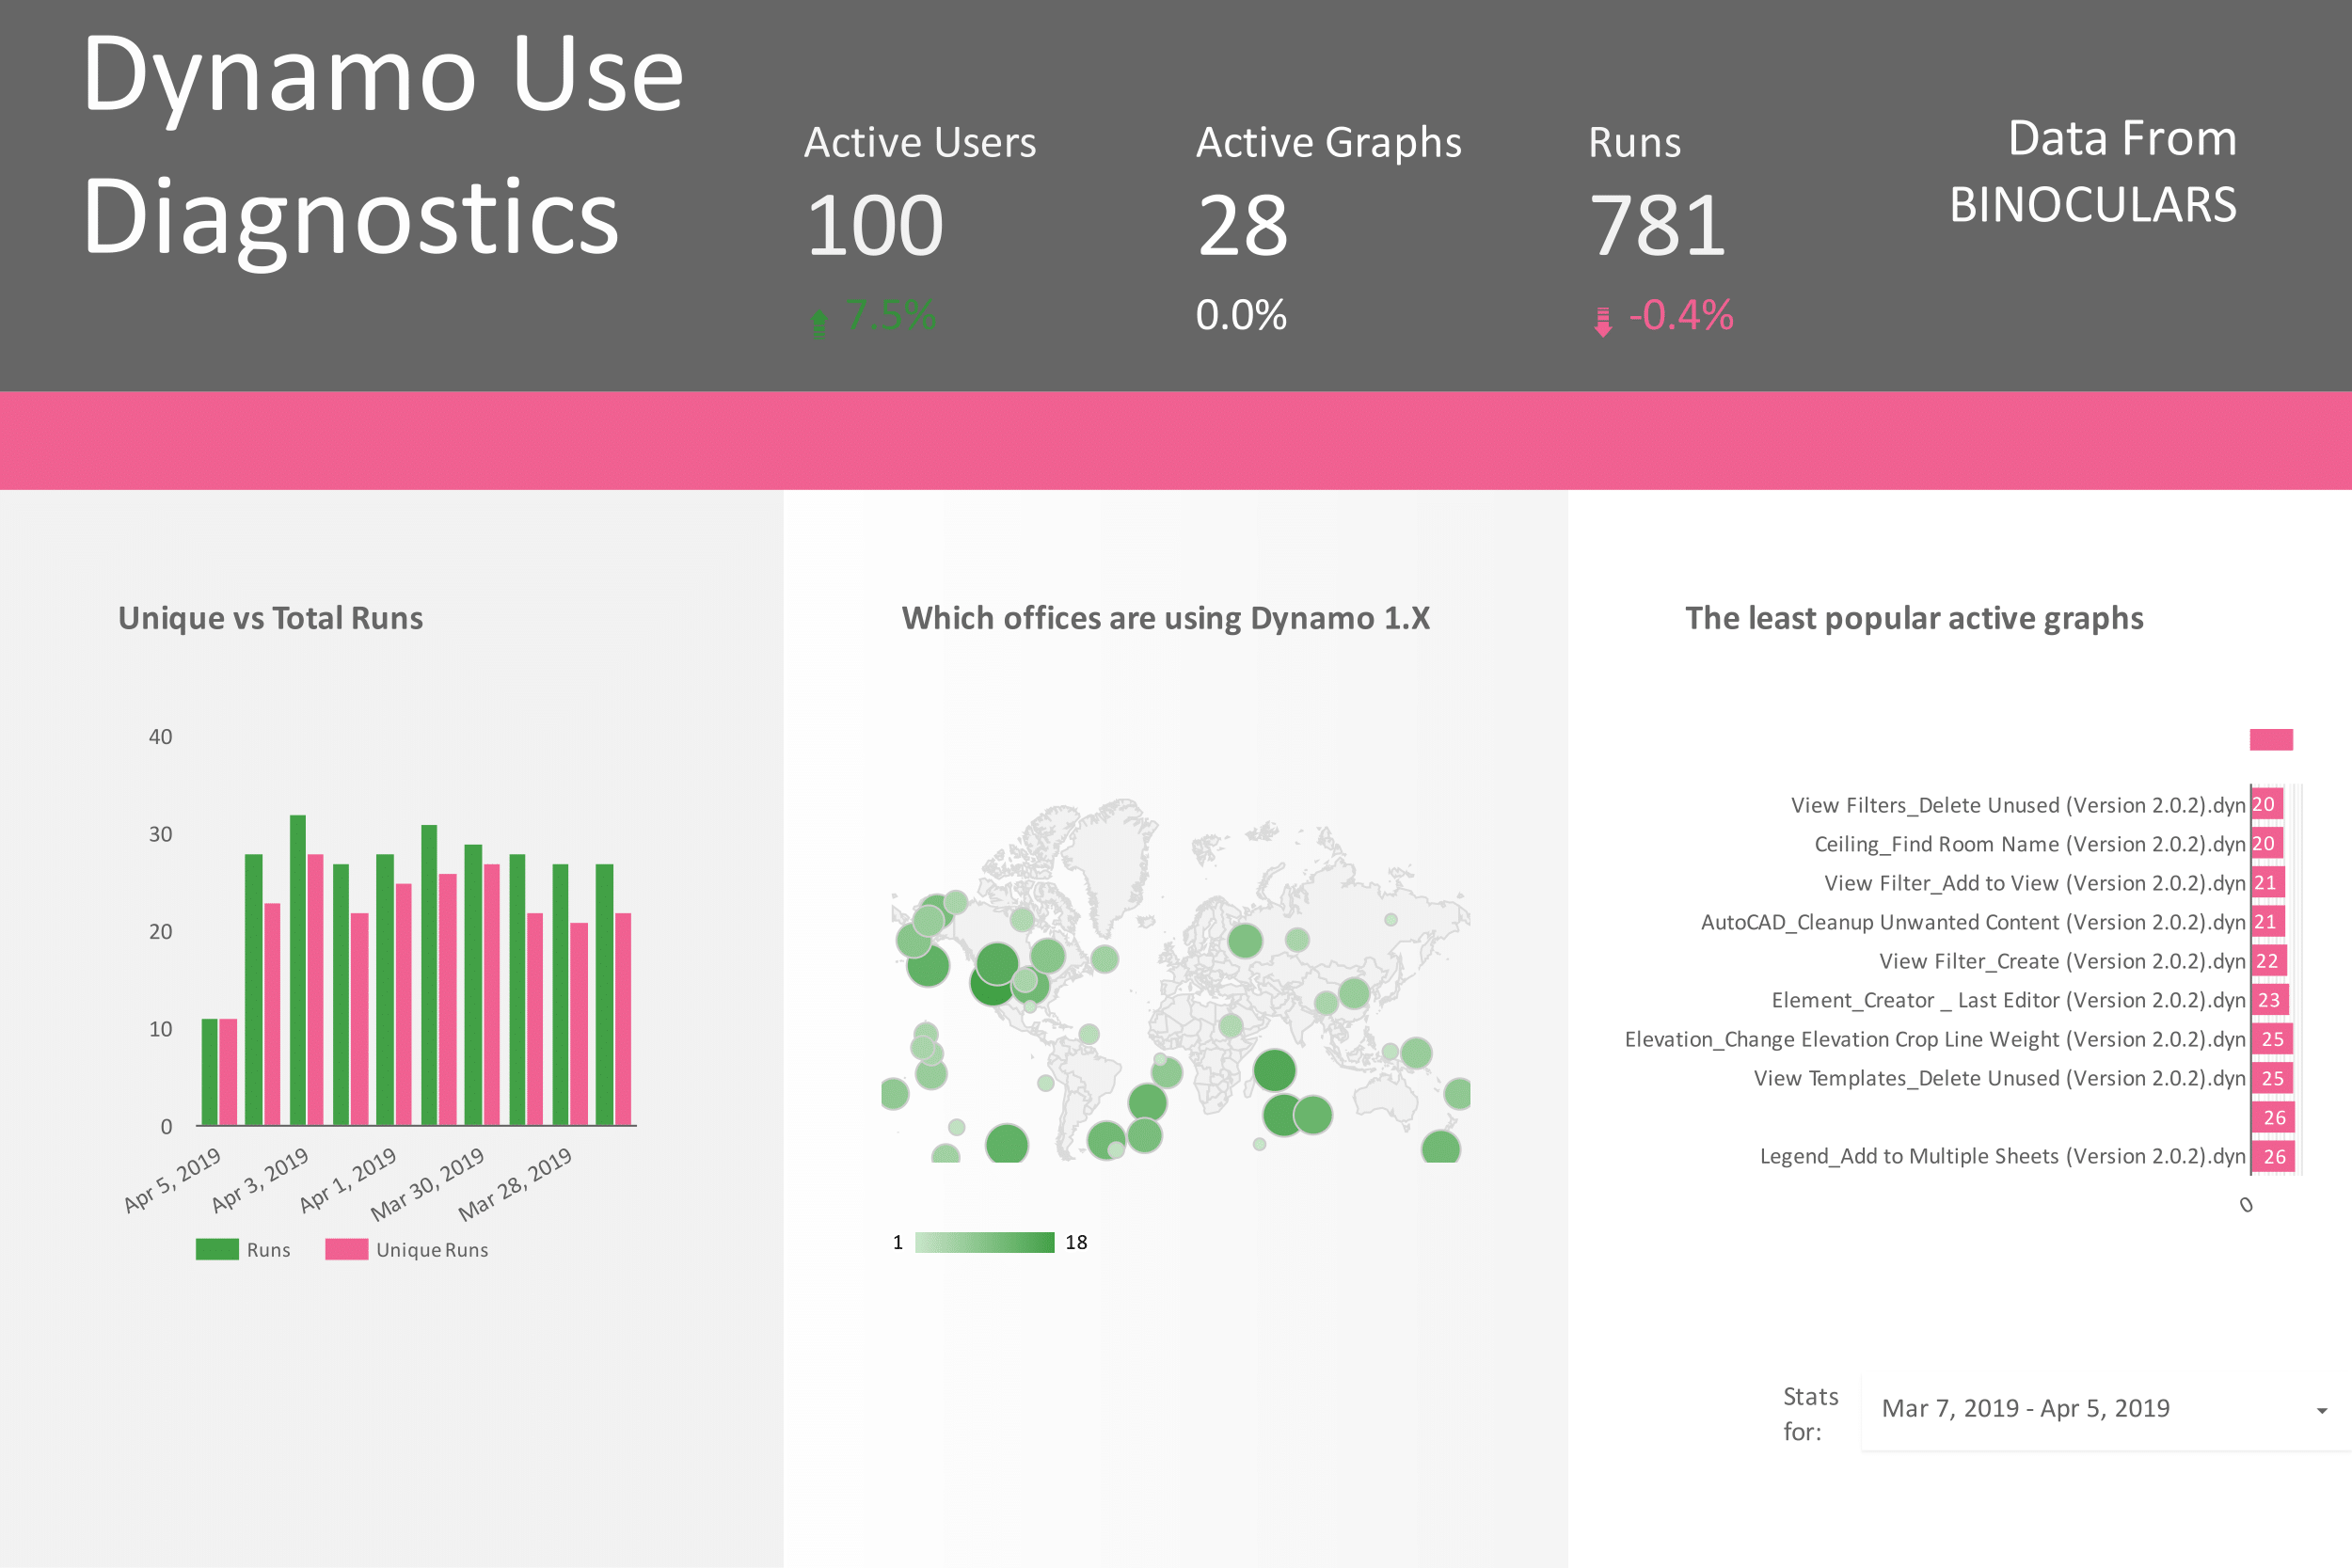 Dynamo Use
Diagnostics
Active Users
100
7.5%
Active Graphs
28
0.0%
Runs
781
-0.4%
Data From
BINOCULARS
Unique vs Total Runs
40
30
20
10
0
Apr 5, 2019
Apr 3, 2019
Apr 1, 2019
Mar 30, 2019
Mar 28, 2019
Runs
Unique Runs
Which offices are using Dynamo 1.X
1
18
The least popular active graphs
View Filters_Delete Unused (Version 2.0.2).dyn 20
Ceiling_Find Room Name (Version 2.0.2).dyn 20
View Filter_Add to View (Version 2.0.2).dyn 21
AutoCAD_Cleanup Unwanted Content (Version 2.0.2).dyn 21
View Filter_Create (Version 2.0.2).dyn 22
Element_Creator _ Last Editor (Version 2.0.2).dyn 23
Elevation_Change Elevation Crop Line Weight (Version 2.0.2).dyn 25
View Templates_Delete Unused (Version 2.0.2).dyn 25
26
Legend_Add to Multiple Sheets (Version 2.0.2).dyn 26
0
Stats
for:
Mar 7, 2019 - Apr 5, 2019